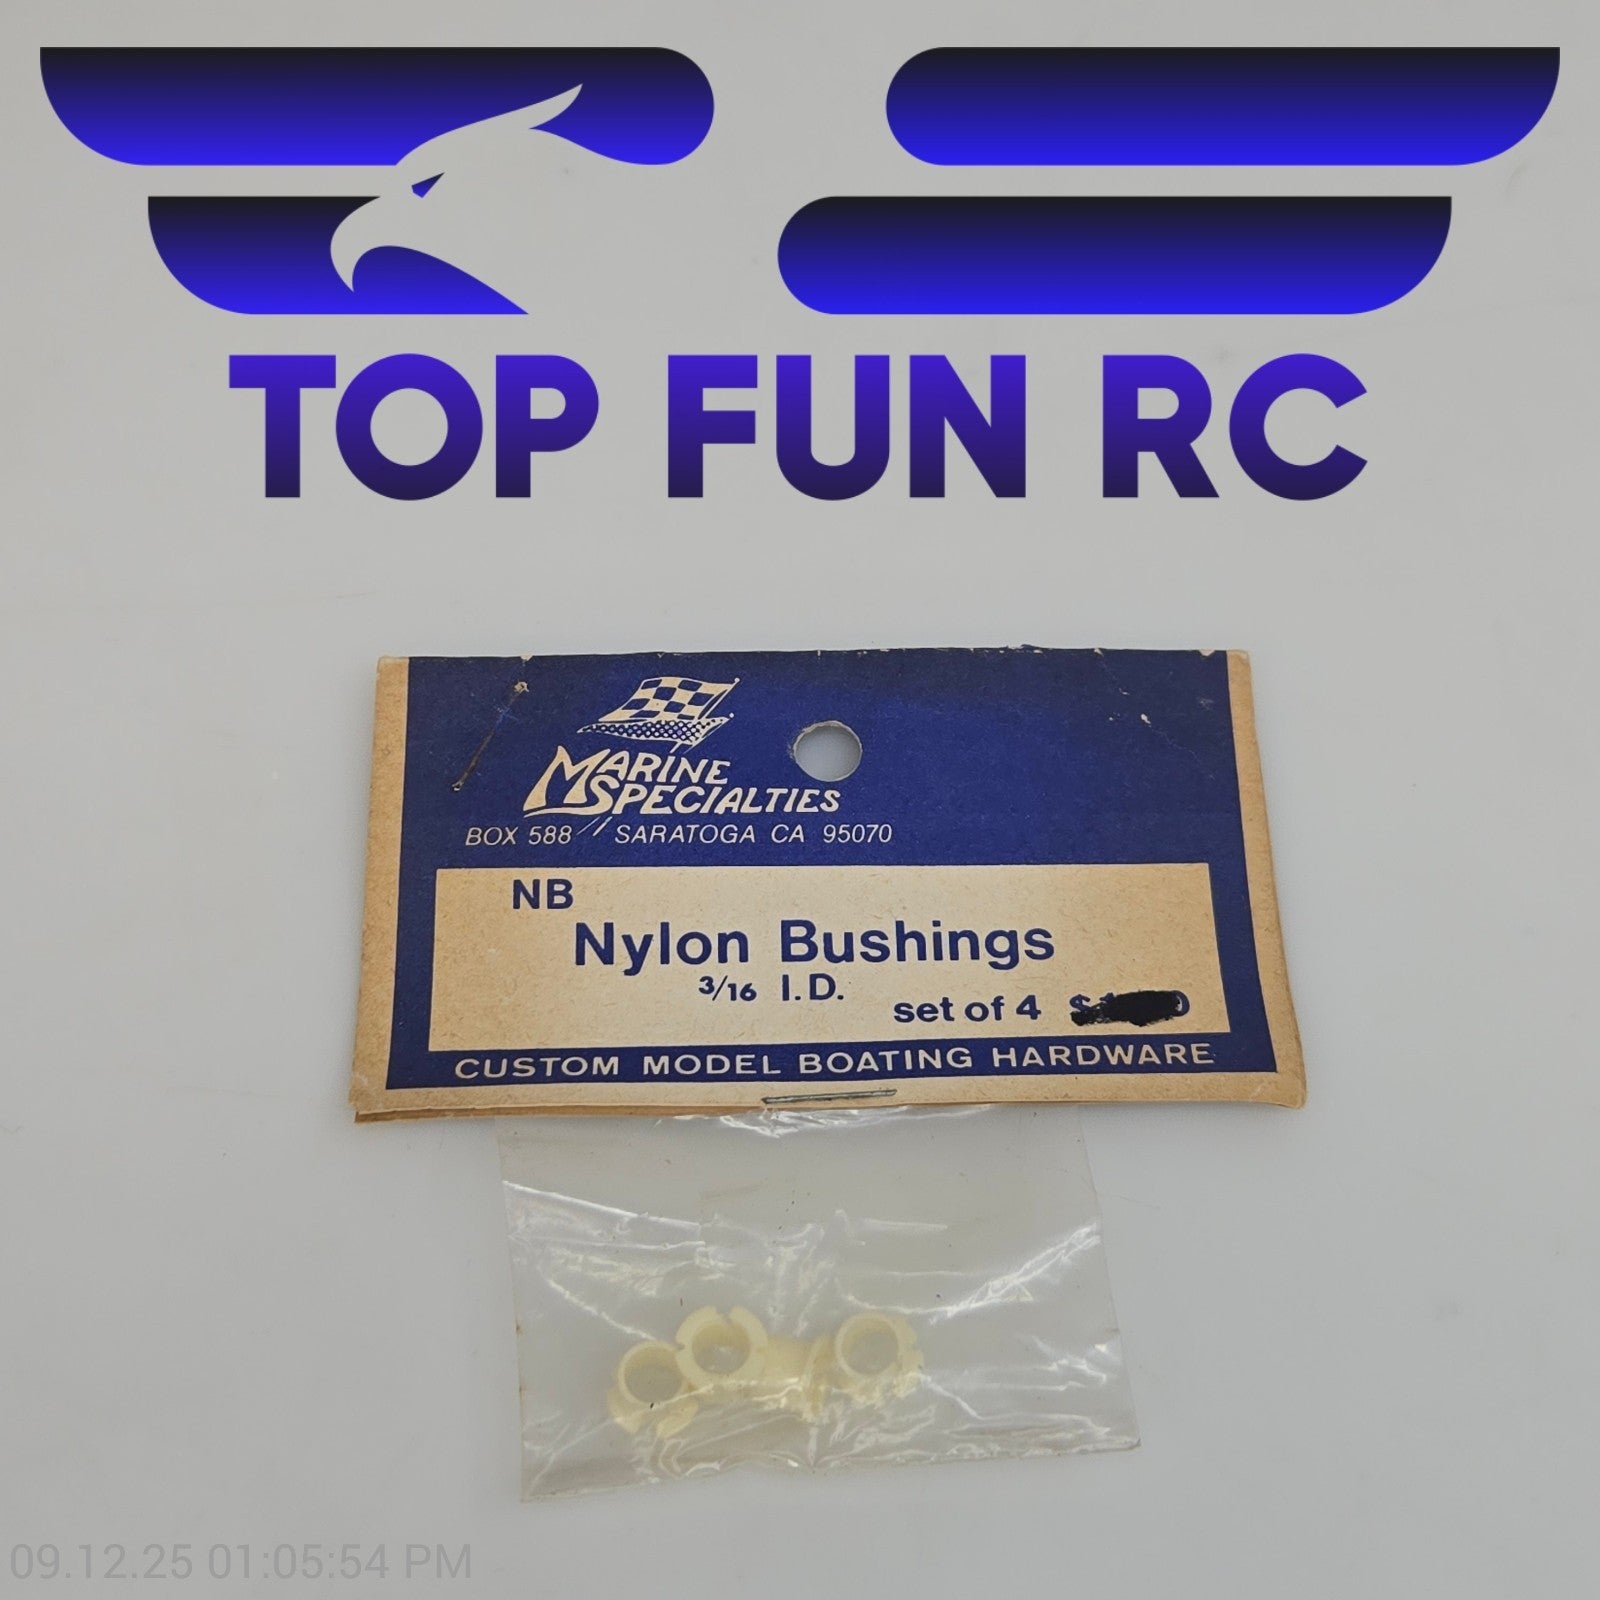 TOP FUN RC
MARINE
SPECIALTIES
BOX 588 // SARATOGA CA 95070
NB
Nylon Bushings
3/16 I.D.
set of 4
CUSTOM MODEL BOATING HARDWARE
09.12.25 01:05:54 PM